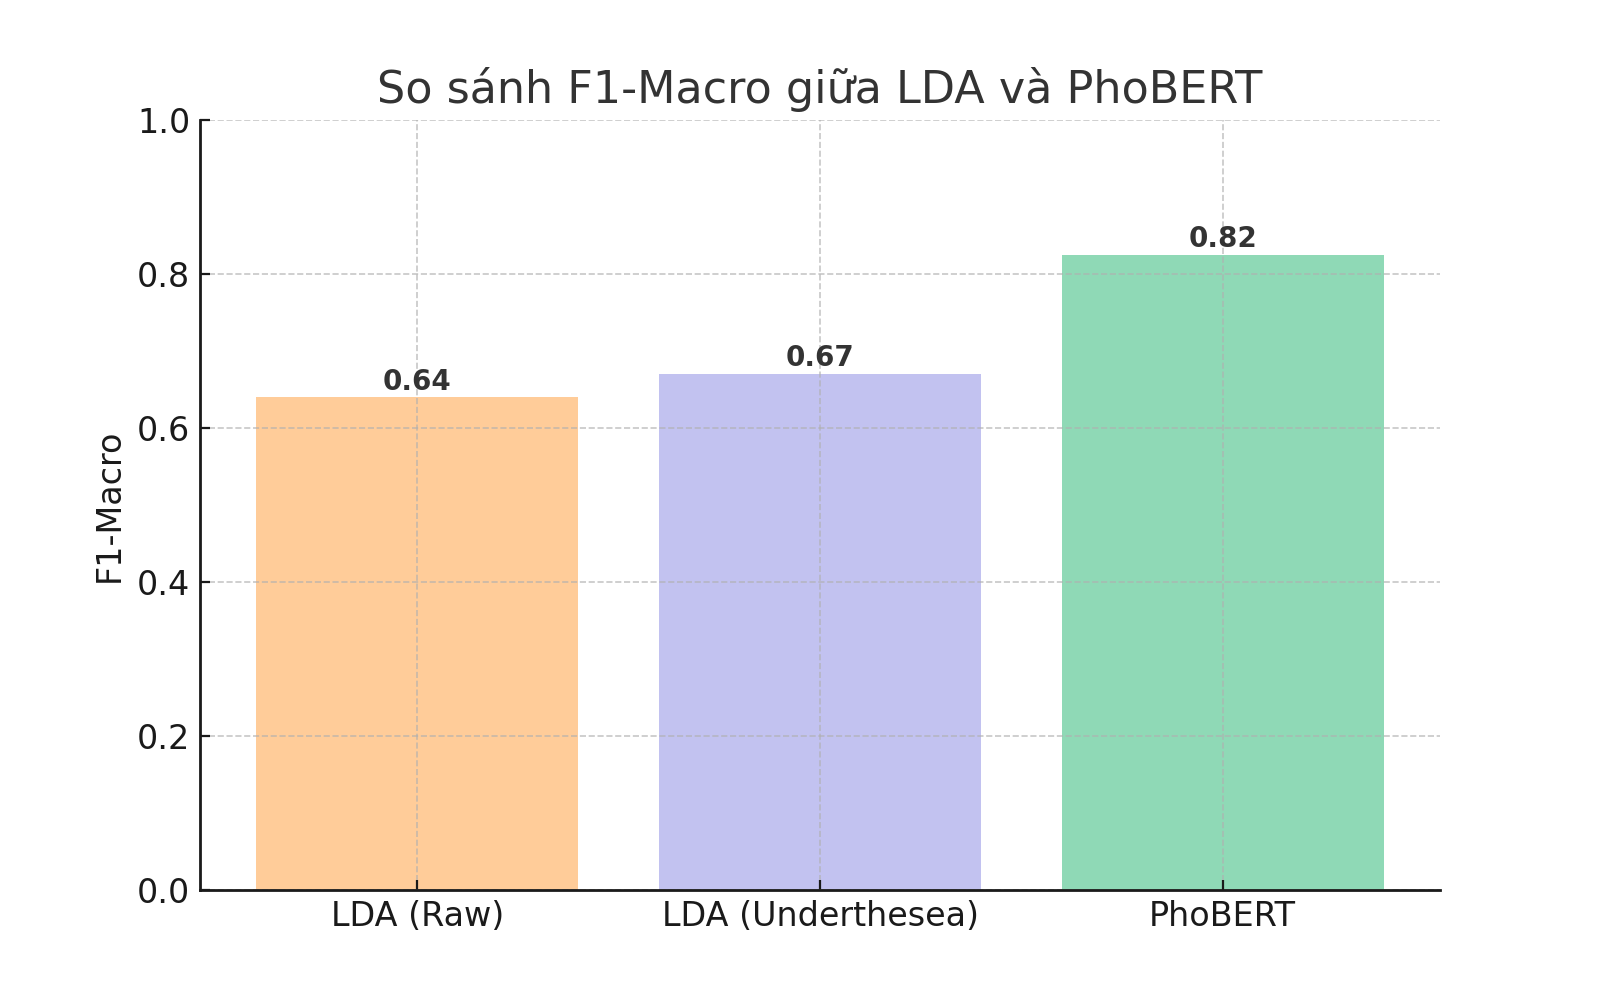 So sánh F1-Macro giữa LDA và PhoBERT
1.0
0.8
0.6
0.4
0.2
0.0
F1-Macro
0.64
0.67
0.82
LDA (Raw)
LDA (Underthesea)
PhoBERT